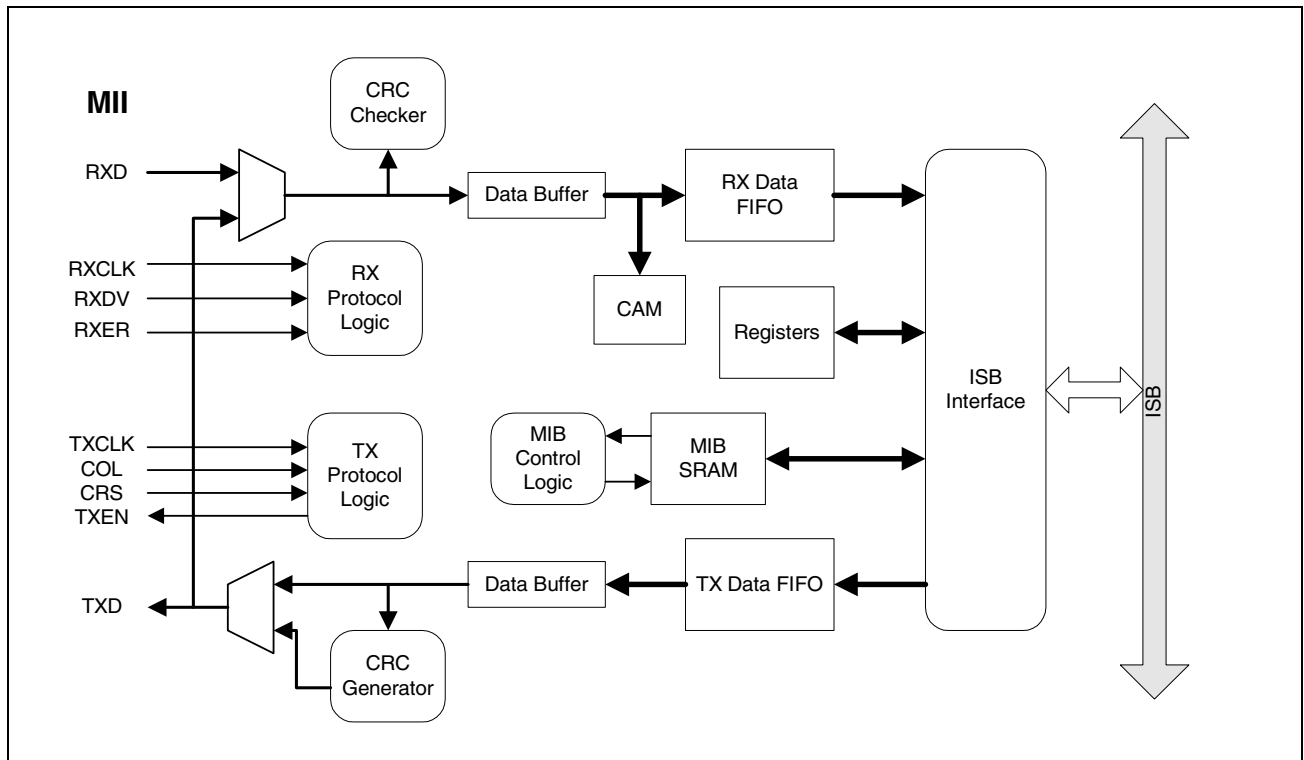 MII
CRC
Checker
RXD
Data Buffer
RX Data
FIFO
RXCLK
RXDV
RXER
RX
Protocol
Logic
CAM
Registers
ISB
Interface
ISB
TXCLK
COL
CRS
TXEN
TX
Protocol
Logic
MIB
Control
Logic
MIB
SRAM
TXD
Data Buffer
TX Data FIFO
CRC
Generator